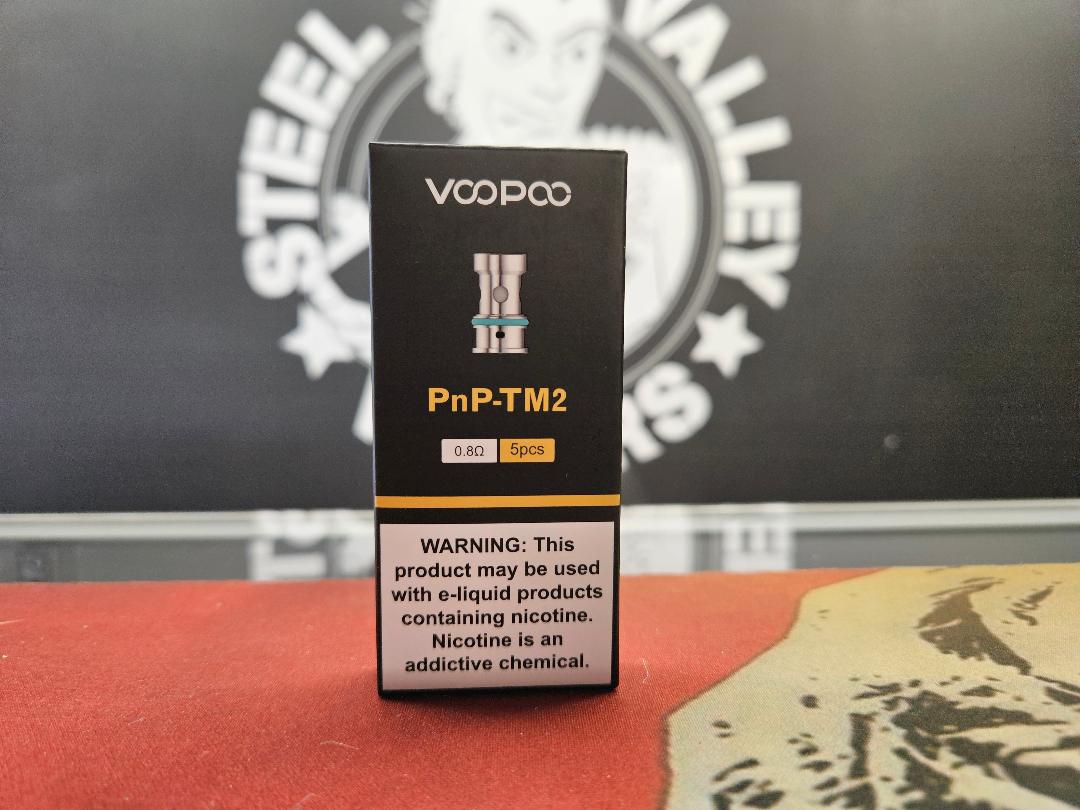 STEEL VALLEY
VOOPOO
PnP-TM2
0.8Ω 5pcs
WARNING: This
product may be used
with e-liquid products
containing nicotine.
Nicotine is an
addictive chemical.